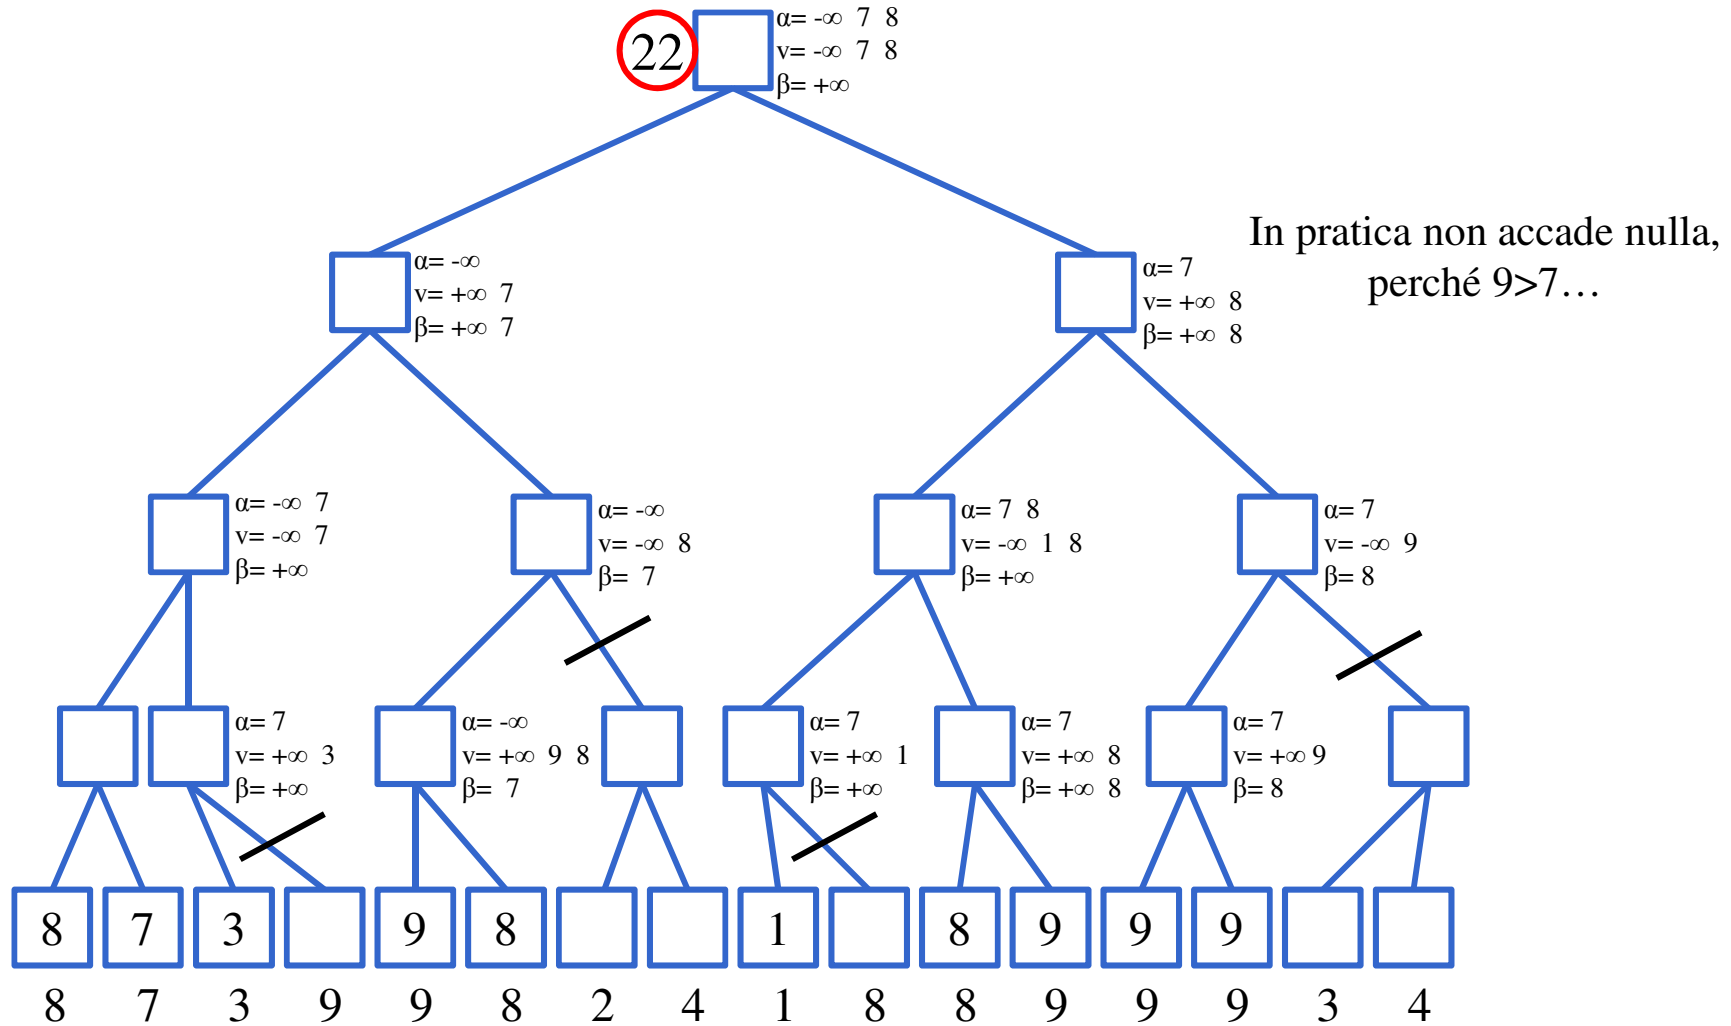 22
α= -∞ 7 8
v= -∞ 7 8
β= +∞
In pratica non accade nulla,
perché 9>7…
α= -∞
v= +∞ 7
β= +∞ 7
α= 7
v= +∞ 8
β= +∞ 8
α= -∞ 7
v= -∞ 7
β= +∞
α= -∞
v= -∞ 8
β= 7
α= 7 8
v= -∞ 1 8
β= +∞
α= 7
v= -∞ 9
β= 8
α= 7
v= +∞ 3
β= +∞
α= -∞
v= +∞ 9 8
β= 7
α= 7
v= +∞ 1
β= +∞
α= 7
v= +∞ 8
β= +∞ 8
α= 7
v= +∞ 9
β= 8
8 7 3 9 8 1 8 9 9 9
8 7 3 9 9 8 2 4 1 8 8 9 9 9 3 4